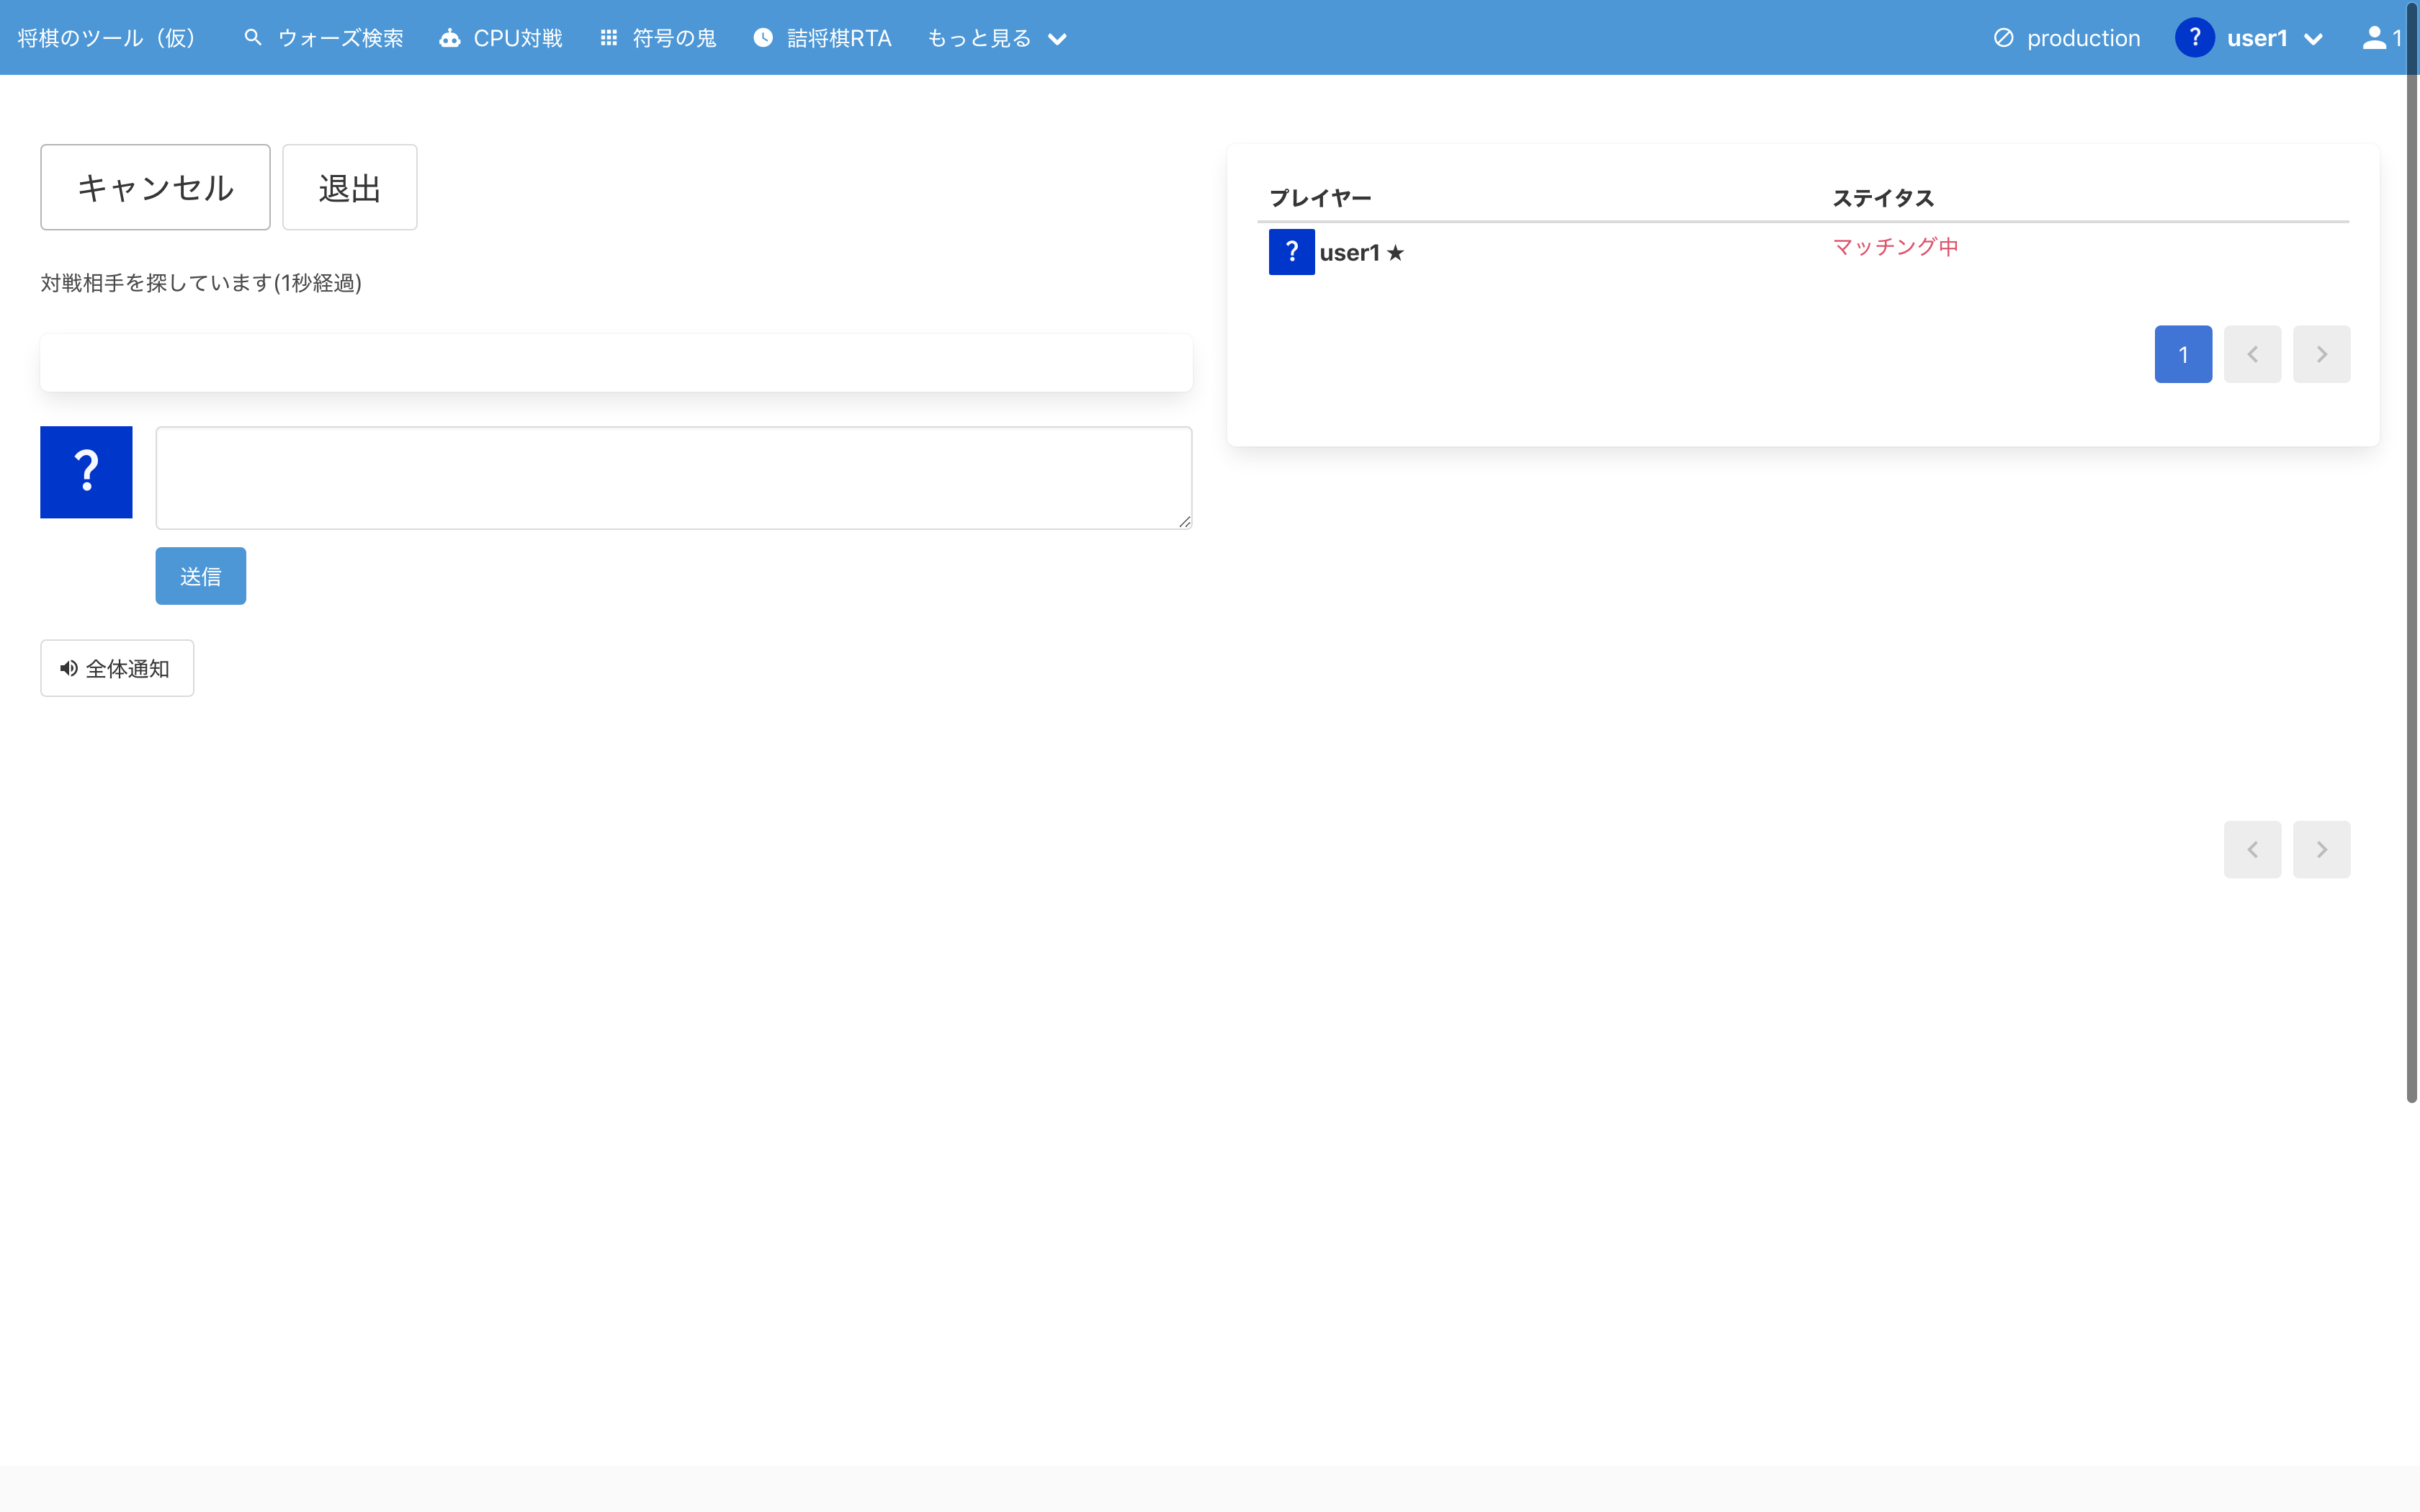 将棋のツール（仮） ウォーズ検索 CPU対戦 符号の鬼 詰将棋RTA もっと見る production ? user1 1
キャンセル 退出
対戦相手を探しています(1秒経過)
?
送信
全体通知
プレイヤー ステイタス
? user1 ★ マッチング中
1